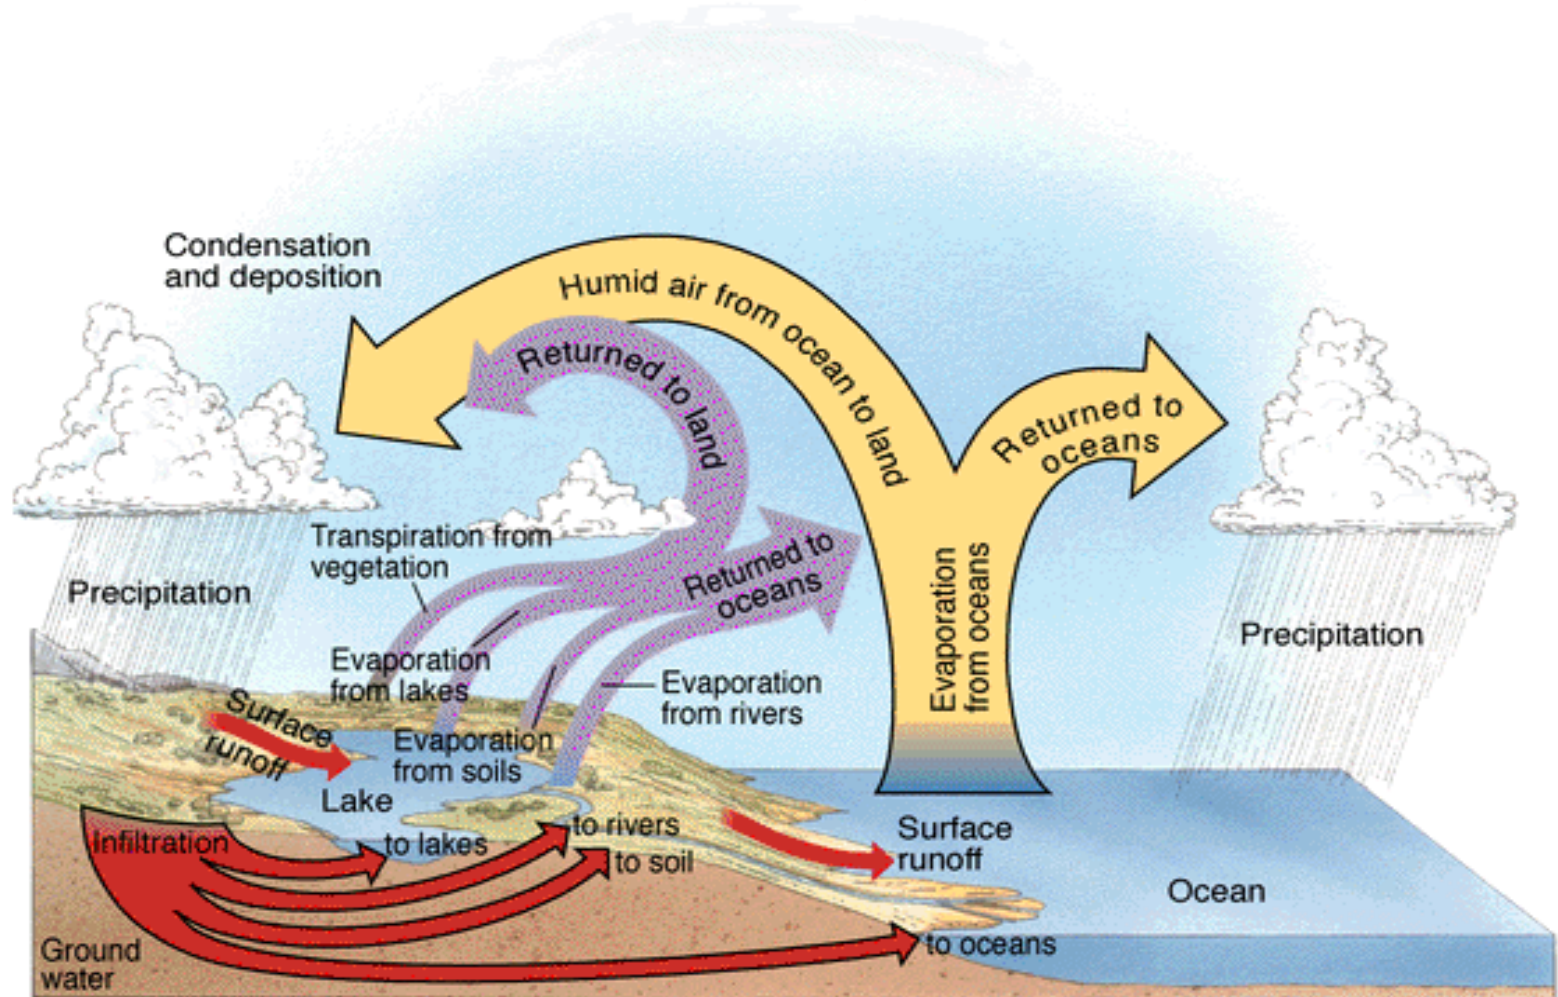 Condensation
and deposition
Humid air from ocean to land
Returned to land
Returned to
oceans
Transpiration from
vegetation
Returned to
oceans
Precipitation
Evaporation
from oceans
Precipitation
Evaporation
from lakes
Evaporation
from rivers
Surface
runoff
Evaporation
from soils
Lake
Infiltration
to lakes
to rivers
to soil
Surface
runoff
Ocean
Ground
water
to oceans